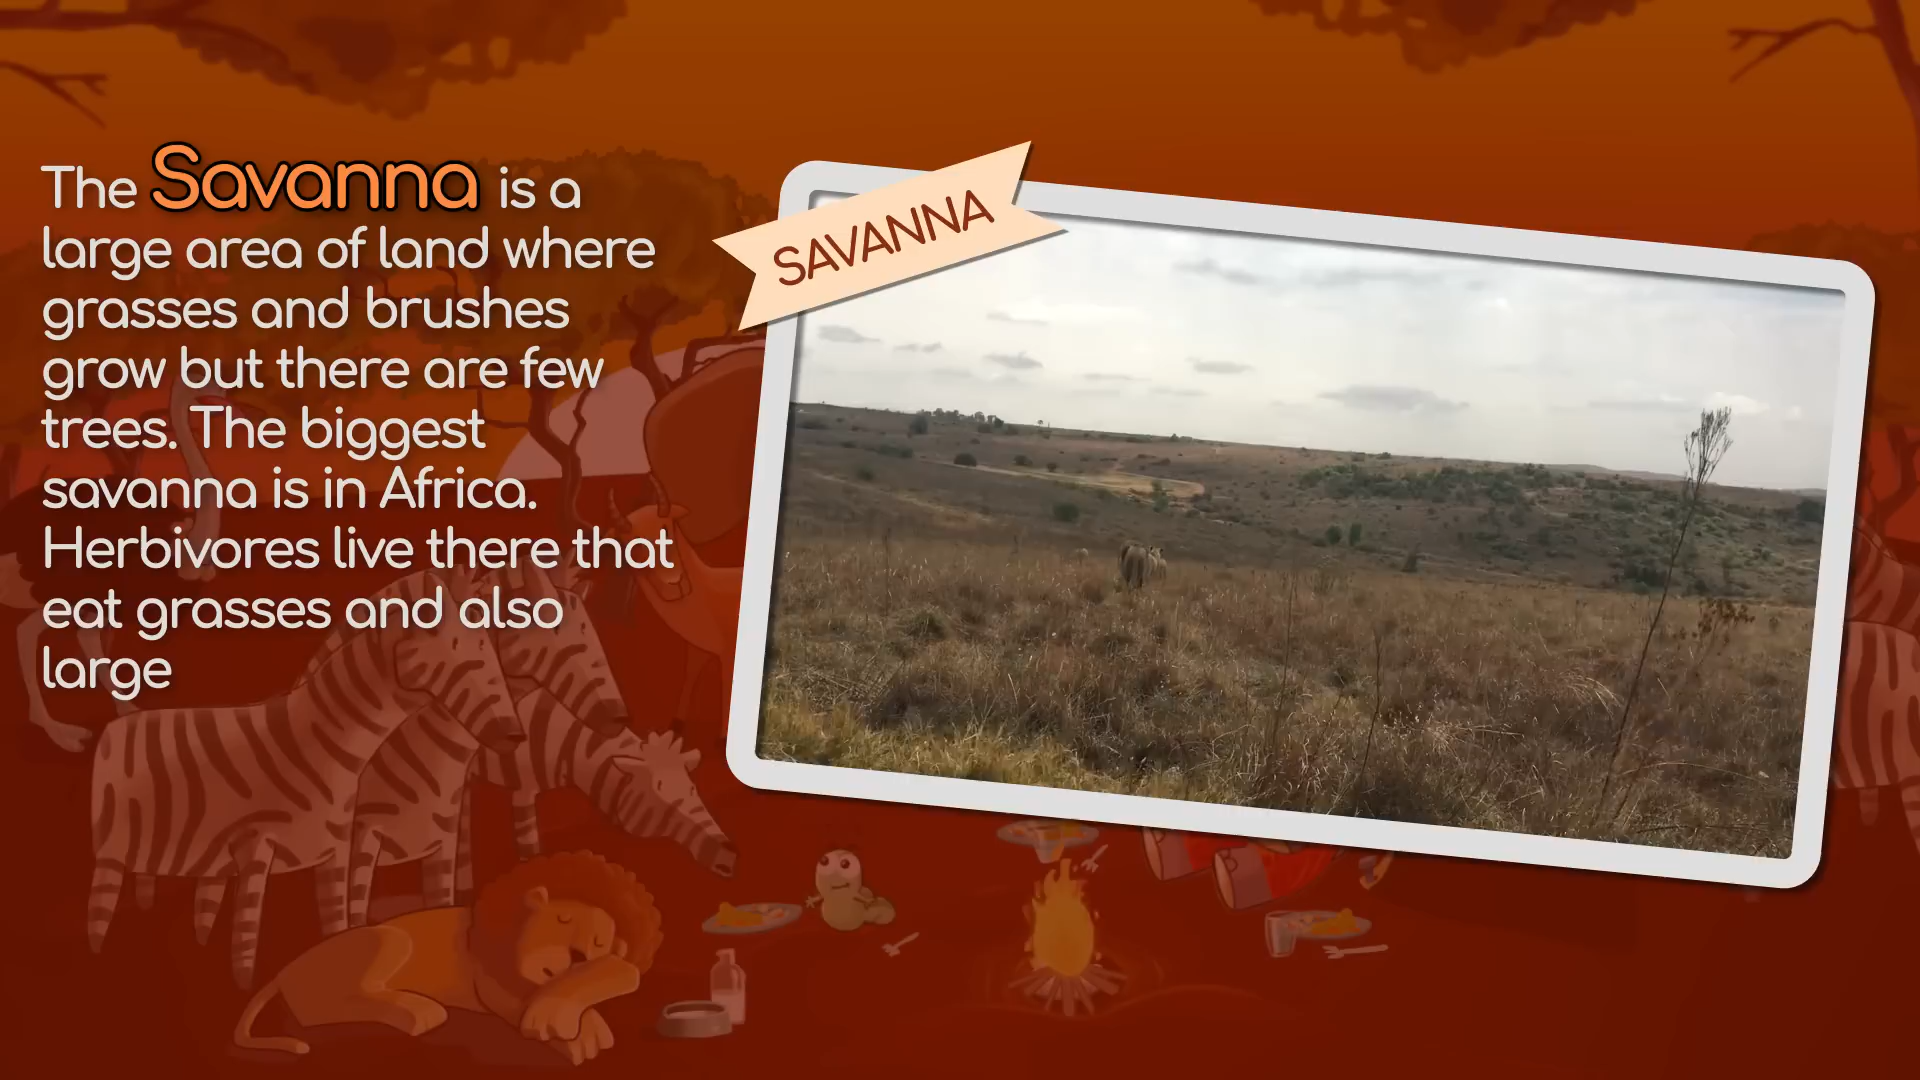 The Savanna is a
large area of land where
grasses and brushes
grow but there are few
trees. The biggest
savanna is in Africa.
Herbivores live there that
eat grasses and also
large
SAVANNA